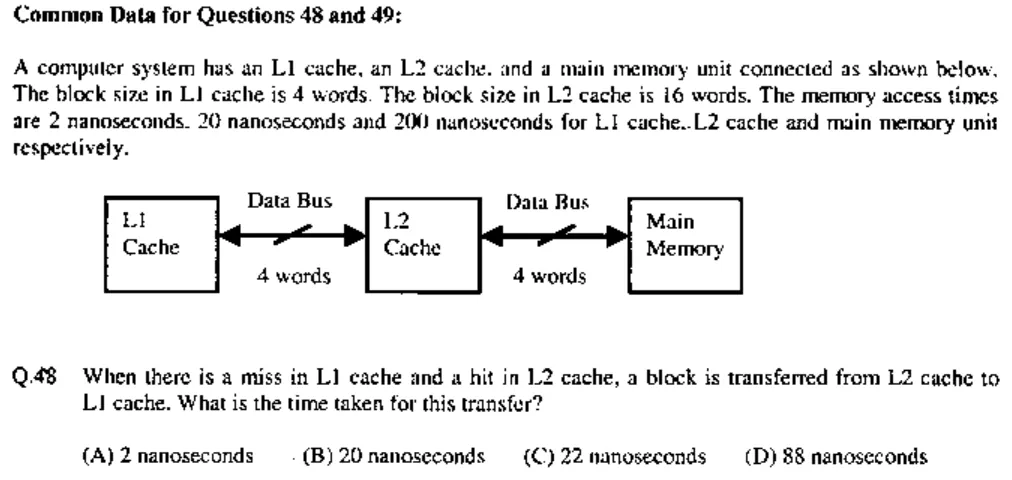 Common Data for Questions 48 and 49:
A computer system has an L1 cache, an L2 cache, and a main memory unit connected as shown below.
The block size in L1 cache is 4 words. The block size in L2 cache is 16 words. The memory access times
are 2 nanoseconds. 20 nanoseconds and 200 nanoseconds for L1 cache, L2 cache and main memory unit
respectively.
Data Bus Data Bus
L1 L2 Main
Cache Cache Memory
4 words 4 words
Q.48 When there is a miss in L1 cache and a hit in L2 cache, a block is transferred from L2 cache to
L1 cache. What is the time taken for this transfer?
(A) 2 nanoseconds (B) 20 nanoseconds (C) 22 nanoseconds (D) 88 nanoseconds